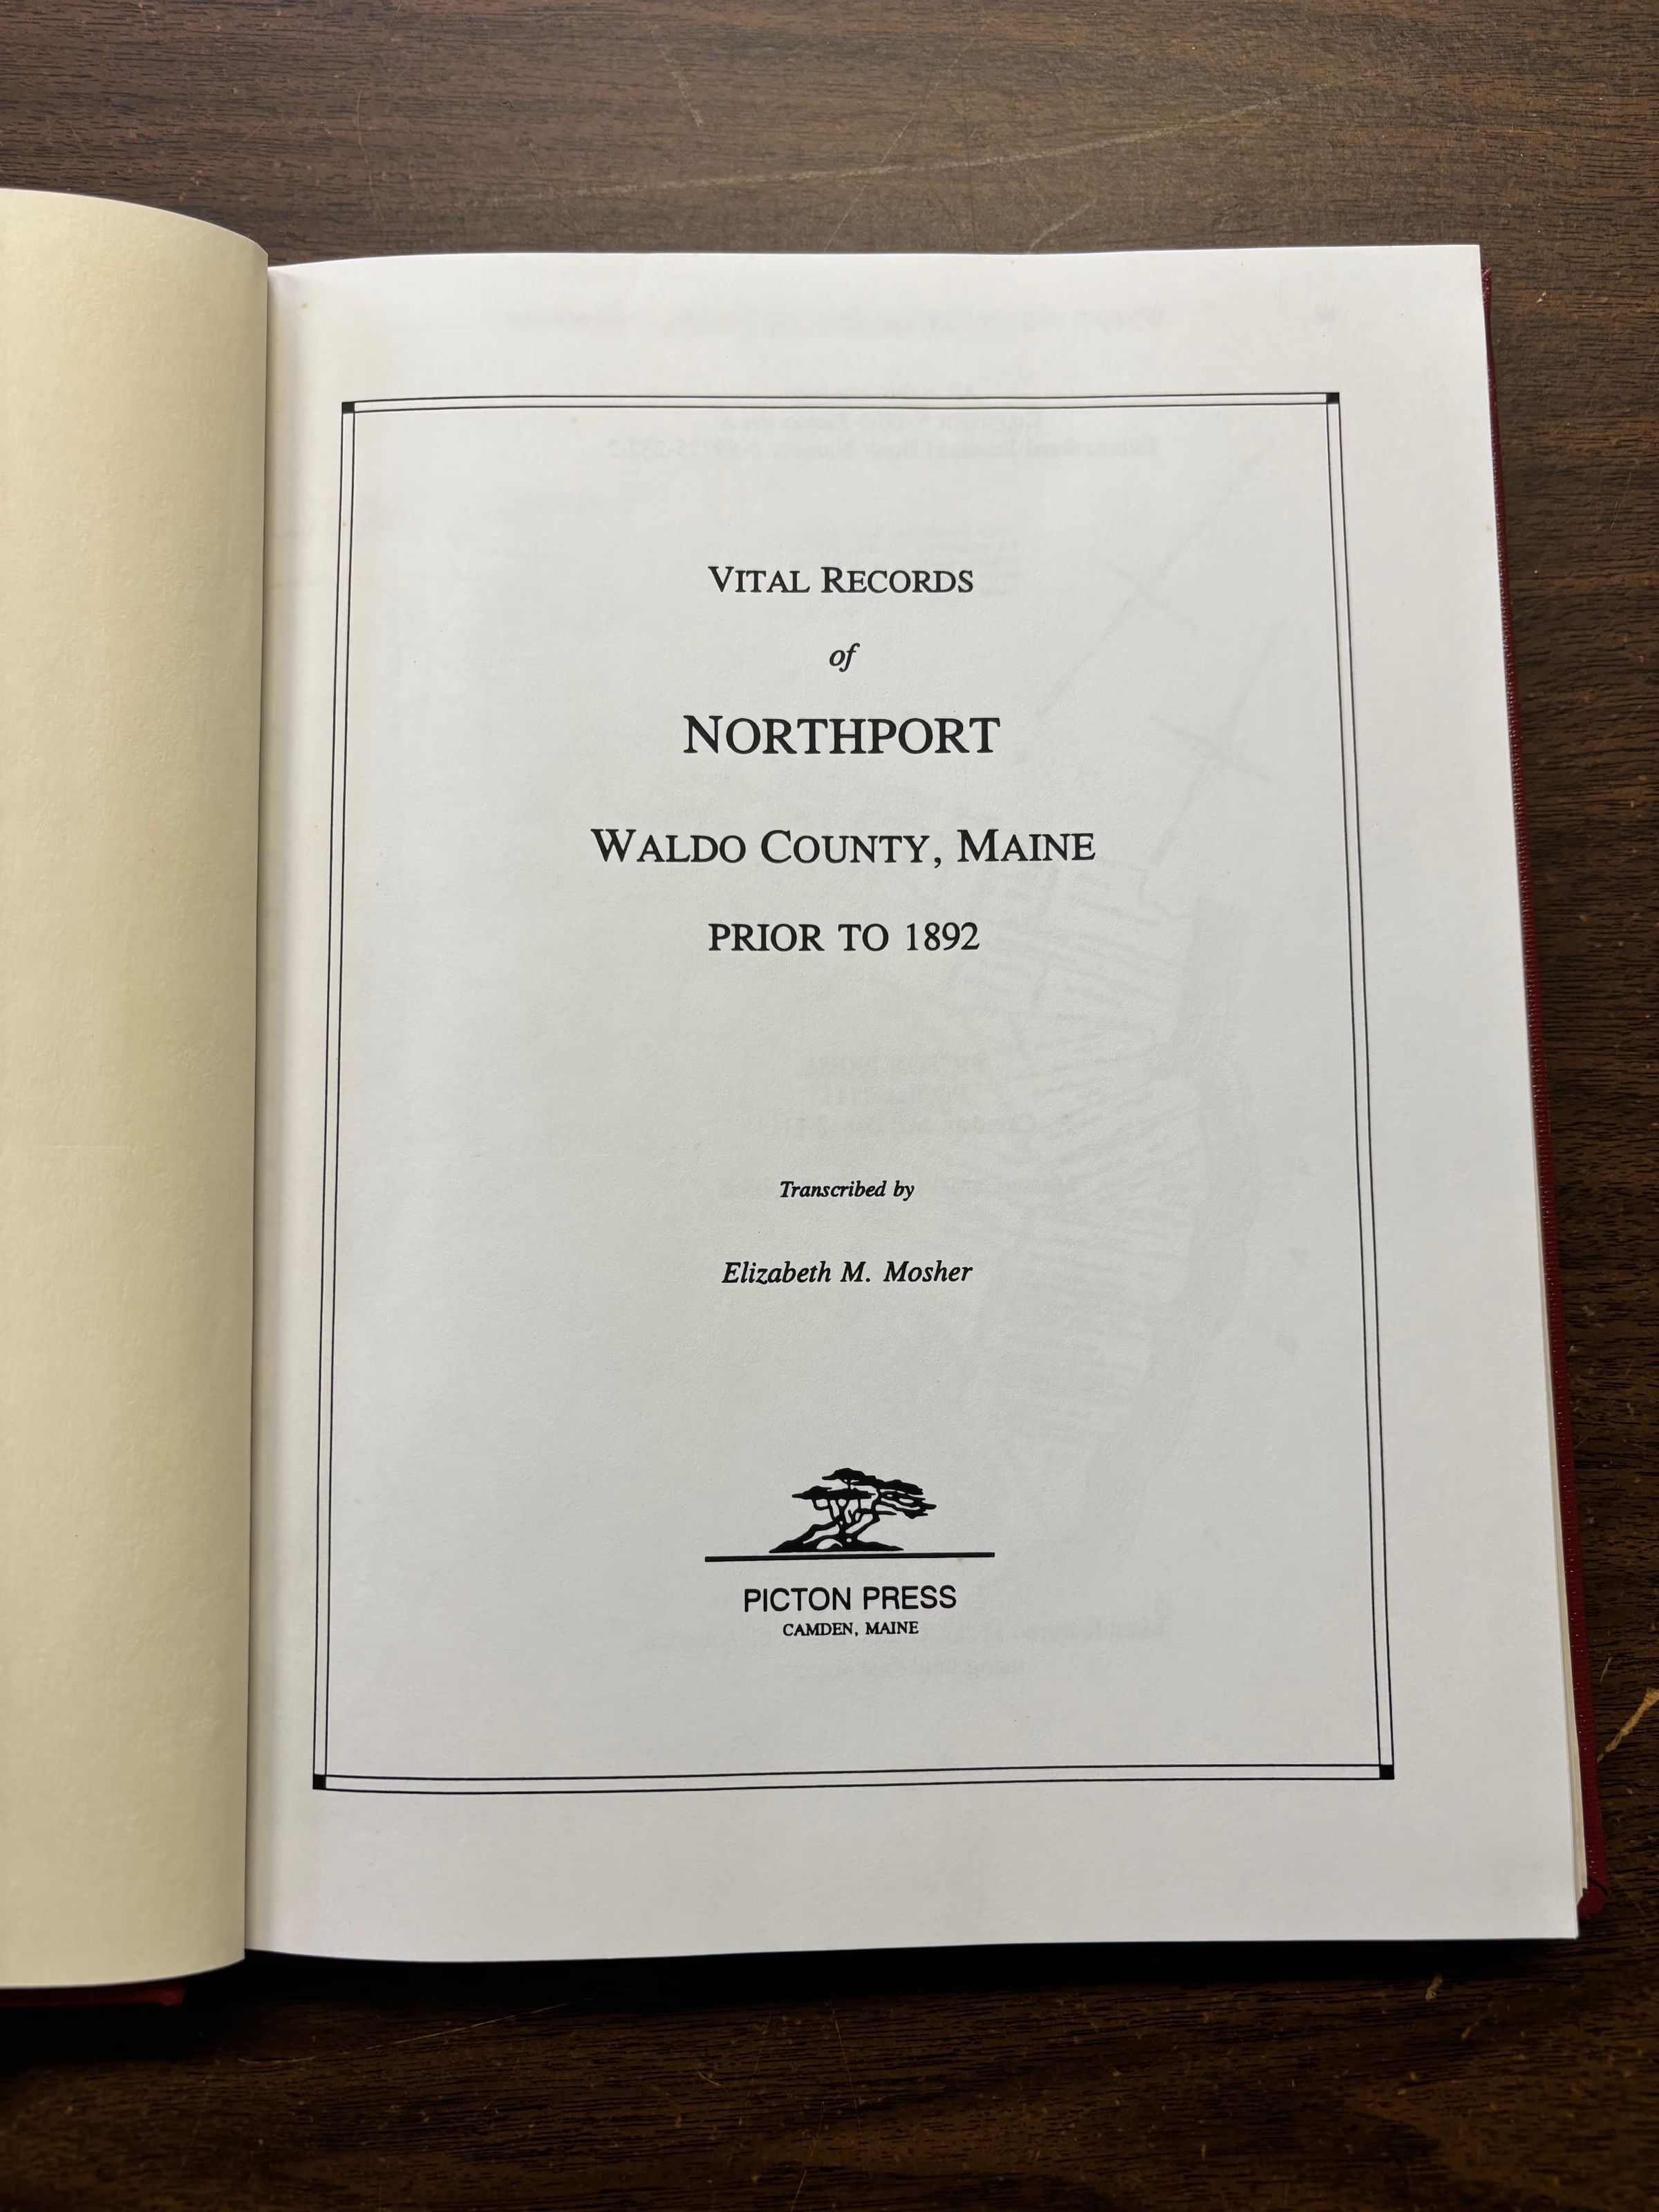 VITAL RECORDS
of
NORTHPORT
WALDO COUNTY, MAINE
PRIOR TO 1892
Transcribed by
Elizabeth M. Mosher
PICTON PRESS
CAMDEN, MAINE